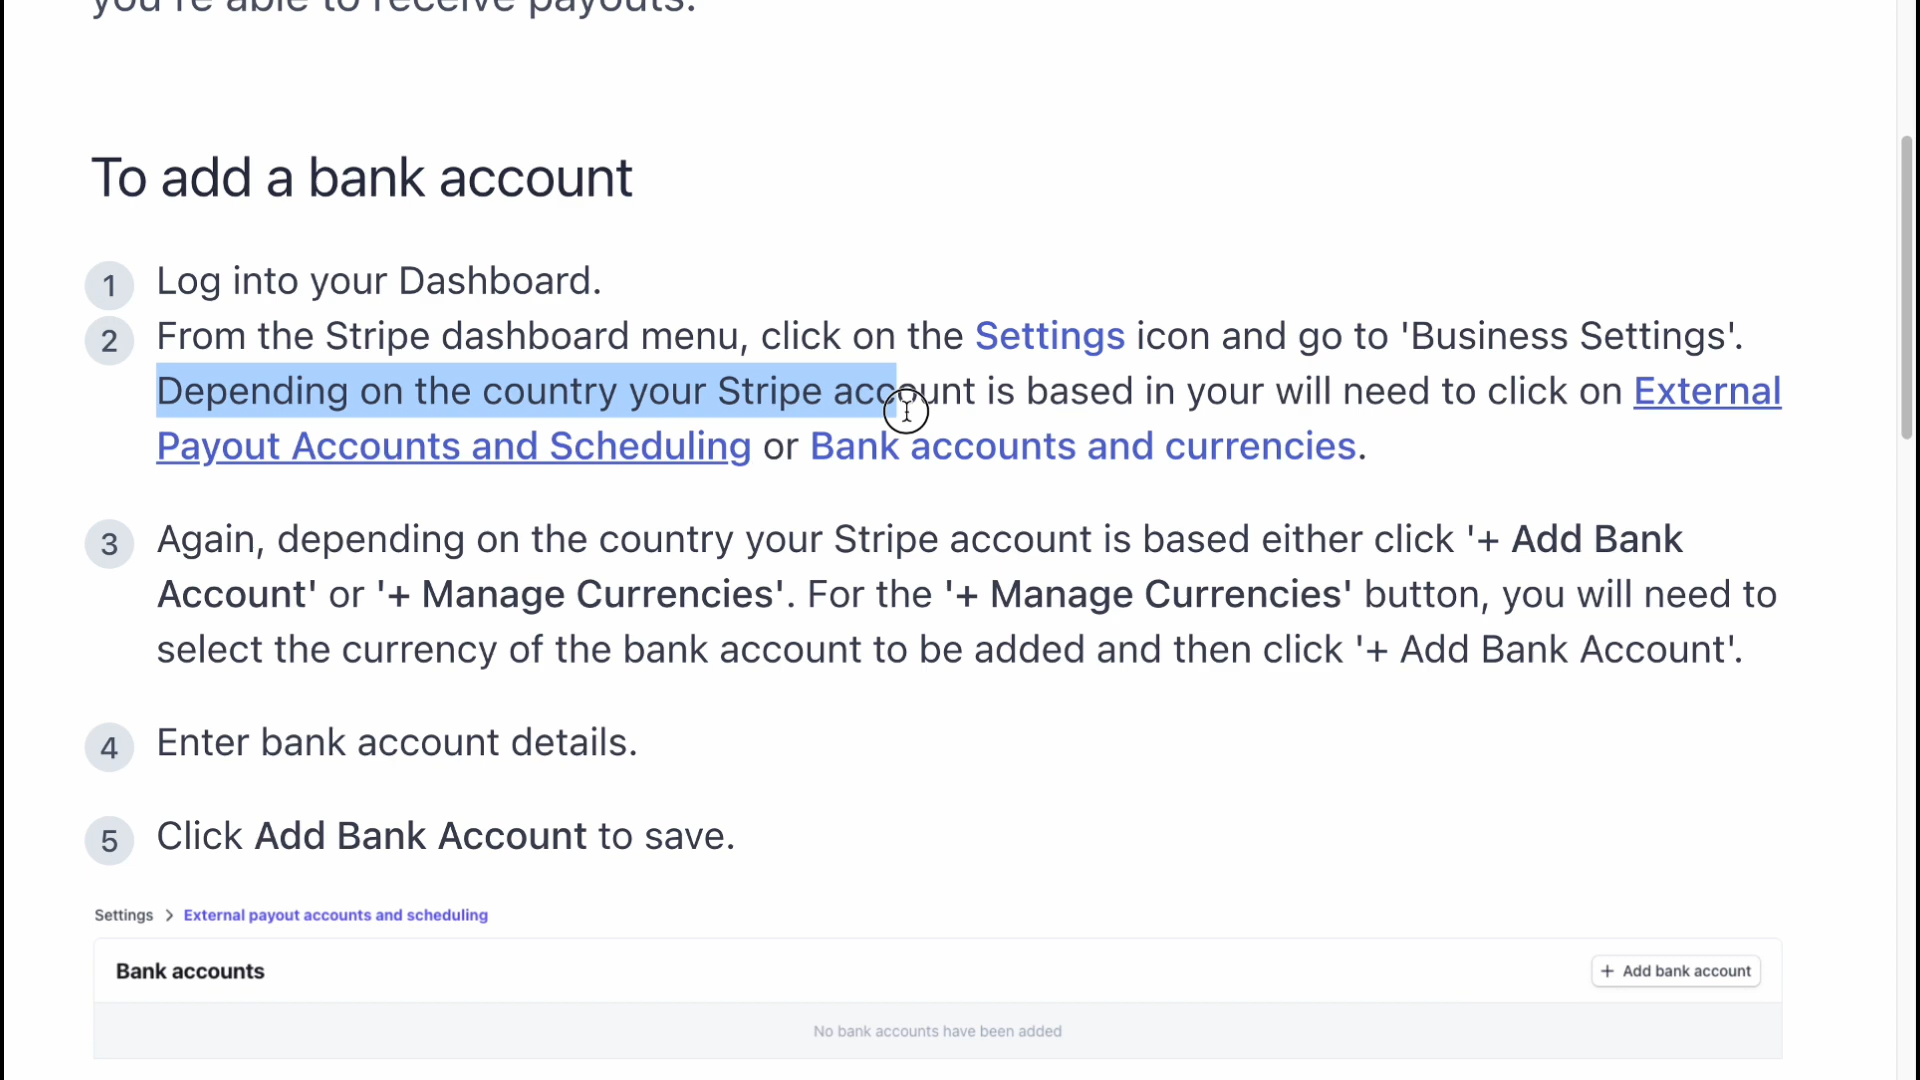 you're able to receive payouts.
To add a bank account
1 Log into your Dashboard.
2 From the Stripe dashboard menu, click on the Settings icon and go to 'Business Settings'.
Depending on the country your Stripe account is based in your will need to click on External
Payout Accounts and Scheduling or Bank accounts and currencies.
3 Again, depending on the country your Stripe account is based either click '+ Add Bank
Account' or '+ Manage Currencies'. For the '+ Manage Currencies' button, you will need to
select the currency of the bank account to be added and then click '+ Add Bank Account'.
4 Enter bank account details.
5 Click Add Bank Account to save.
Settings > External payout accounts and scheduling
Bank accounts + Add bank account
No bank accounts have been added